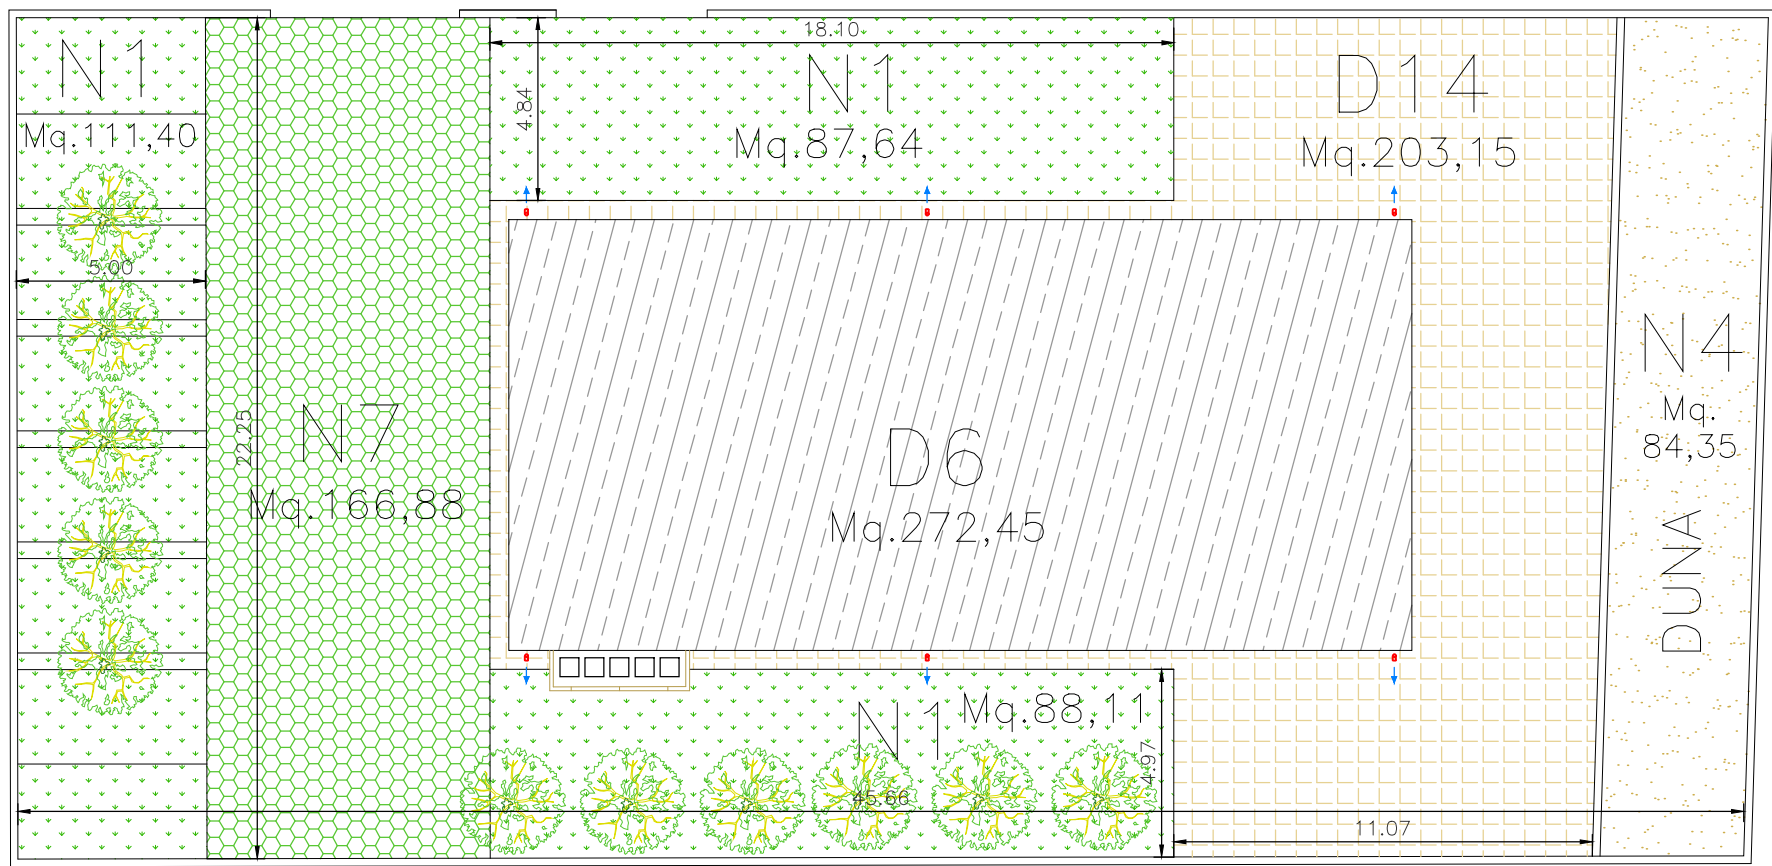 N1
Mq.111,40
5.00
22.25
N7
Mq.166,88
18.10
4.84
N1
Mq.87,64
D14
Mq.203,15
D6
Mq.272,45
N4
Mq.
84,35
DUNA
N1
Mq.88,11
4.97
45.66
11.07